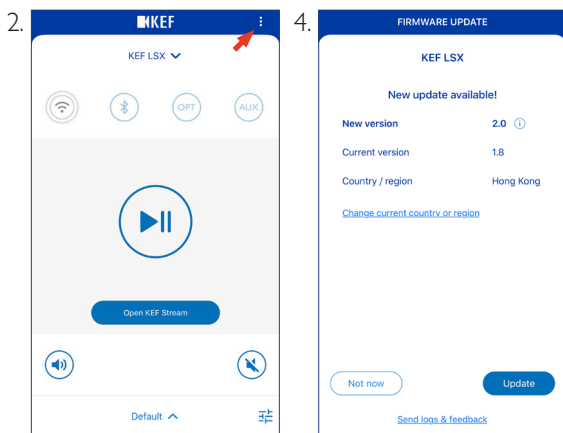 2.
KEF
KEF LSX
OPT
AUX
Open KEF Stream
Default
4.
FIRMWARE UPDATE
KEF LSX
New update available!
New version 2.0 i
Current version 1.8
Country / region Hong Kong
Change current country or region
Not now
Update
Send logs & feedback